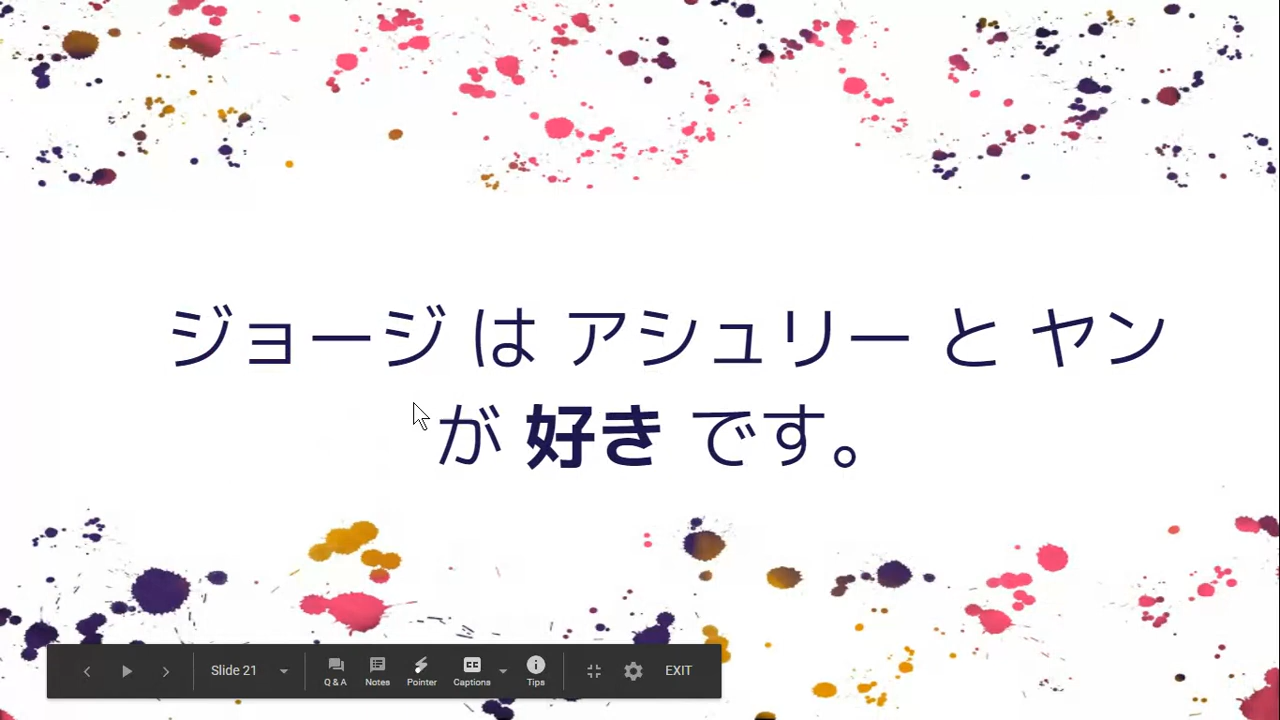 ジョージ は アシュリー と ヤン
が 好き です。
Slide 21
Q & A
Notes
Pointer
Captions
Tips
EXIT